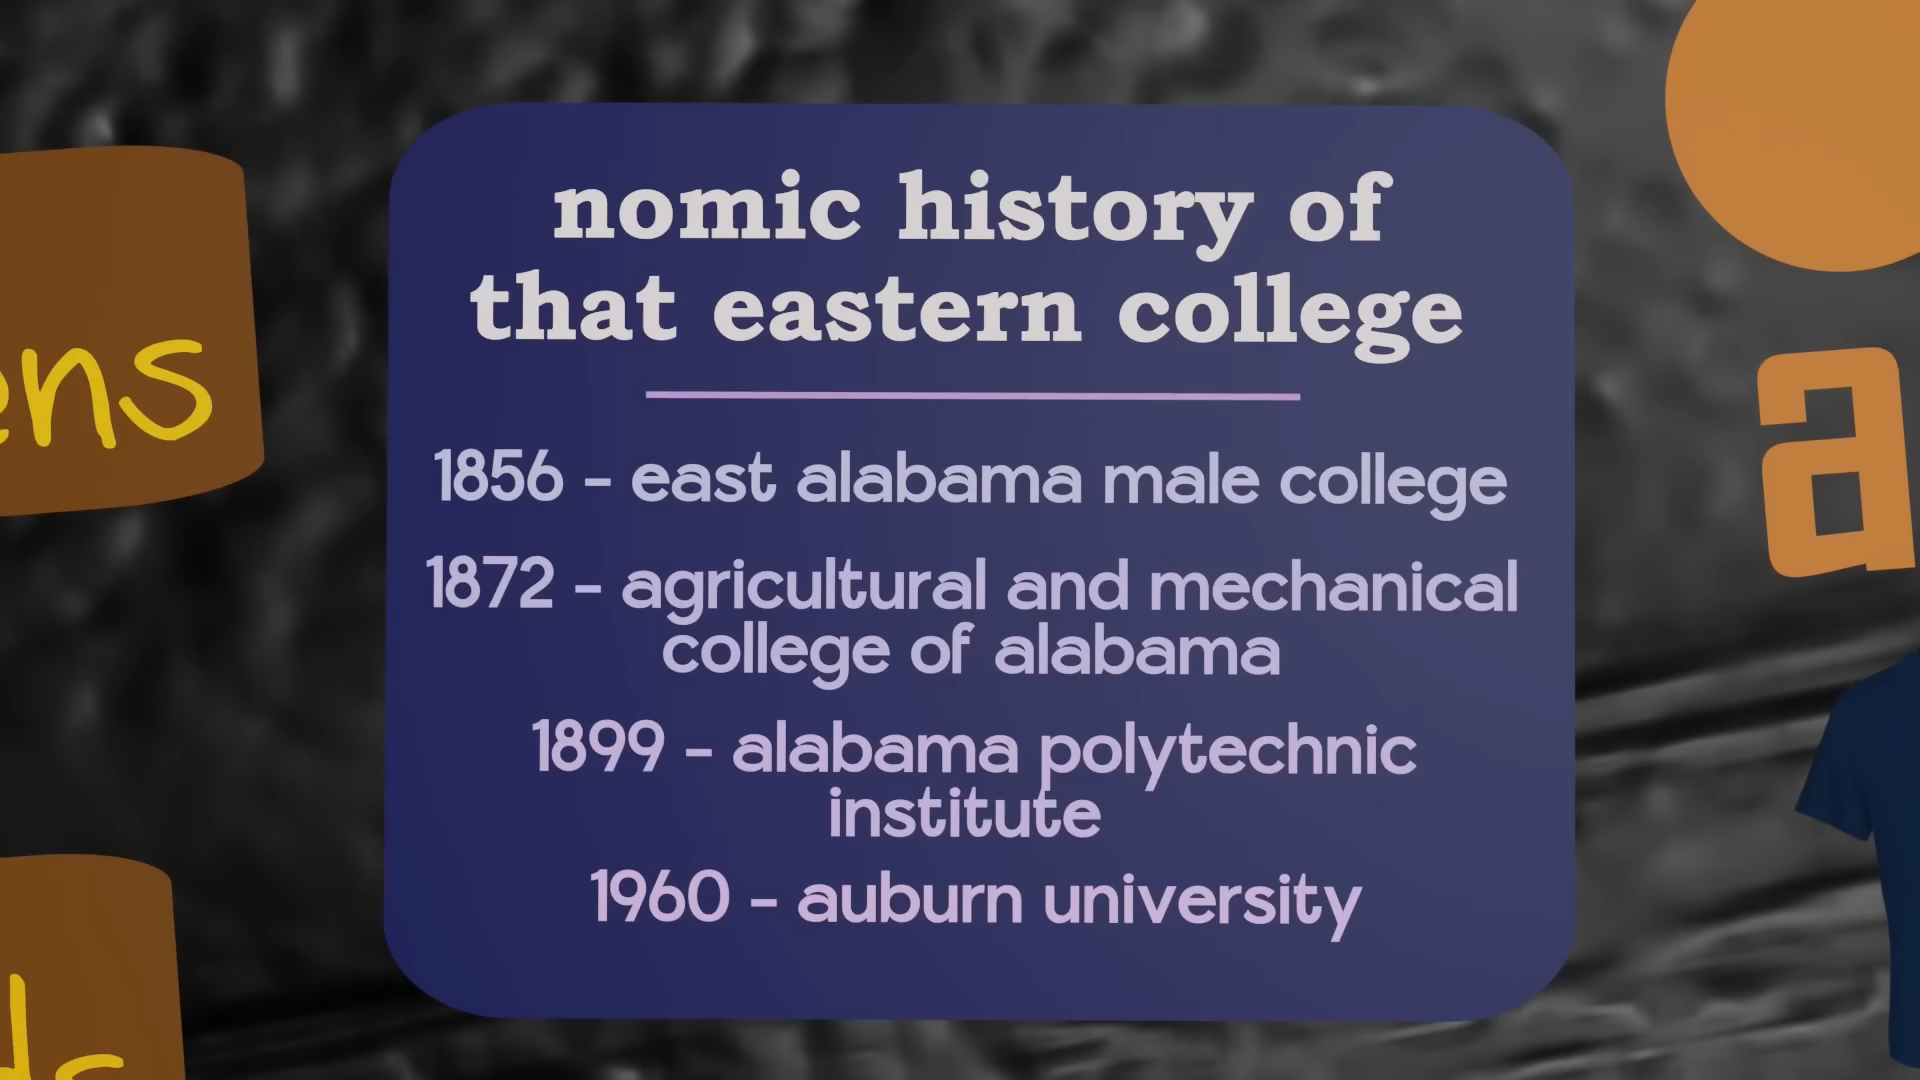 nomic history of
that eastern college
1856 - east alabama male college
1872 - agricultural and mechanical
college of alabama
1899 - alabama polytechnic
institute
1960 - auburn university
ens
ds
a